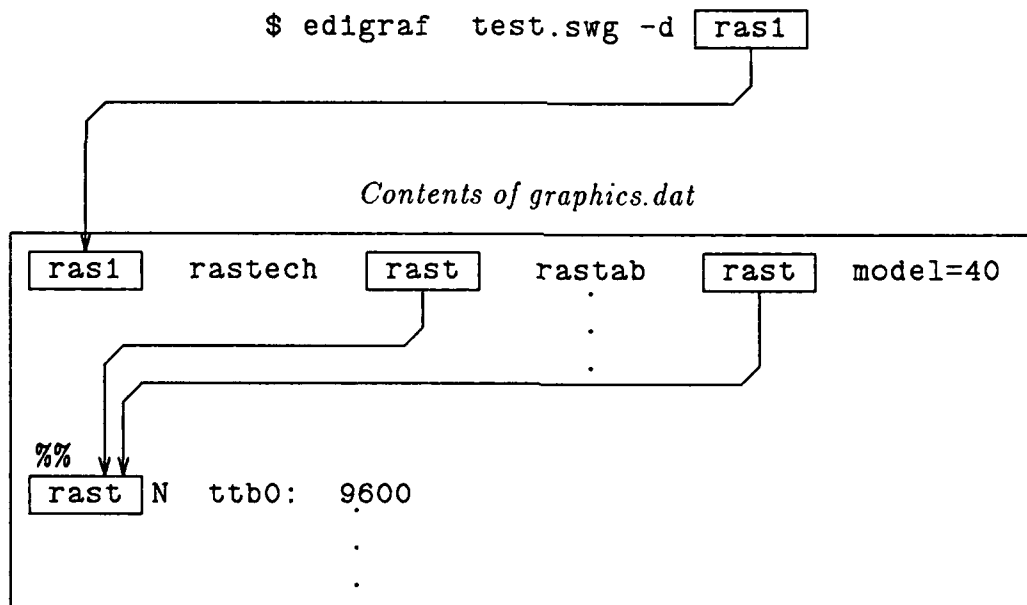 $ edigraf test.swg -d ras1
Contents of graphics.dat
ras1 rastech rast rastab rast model=40
%%
rast N ttb0: 9600